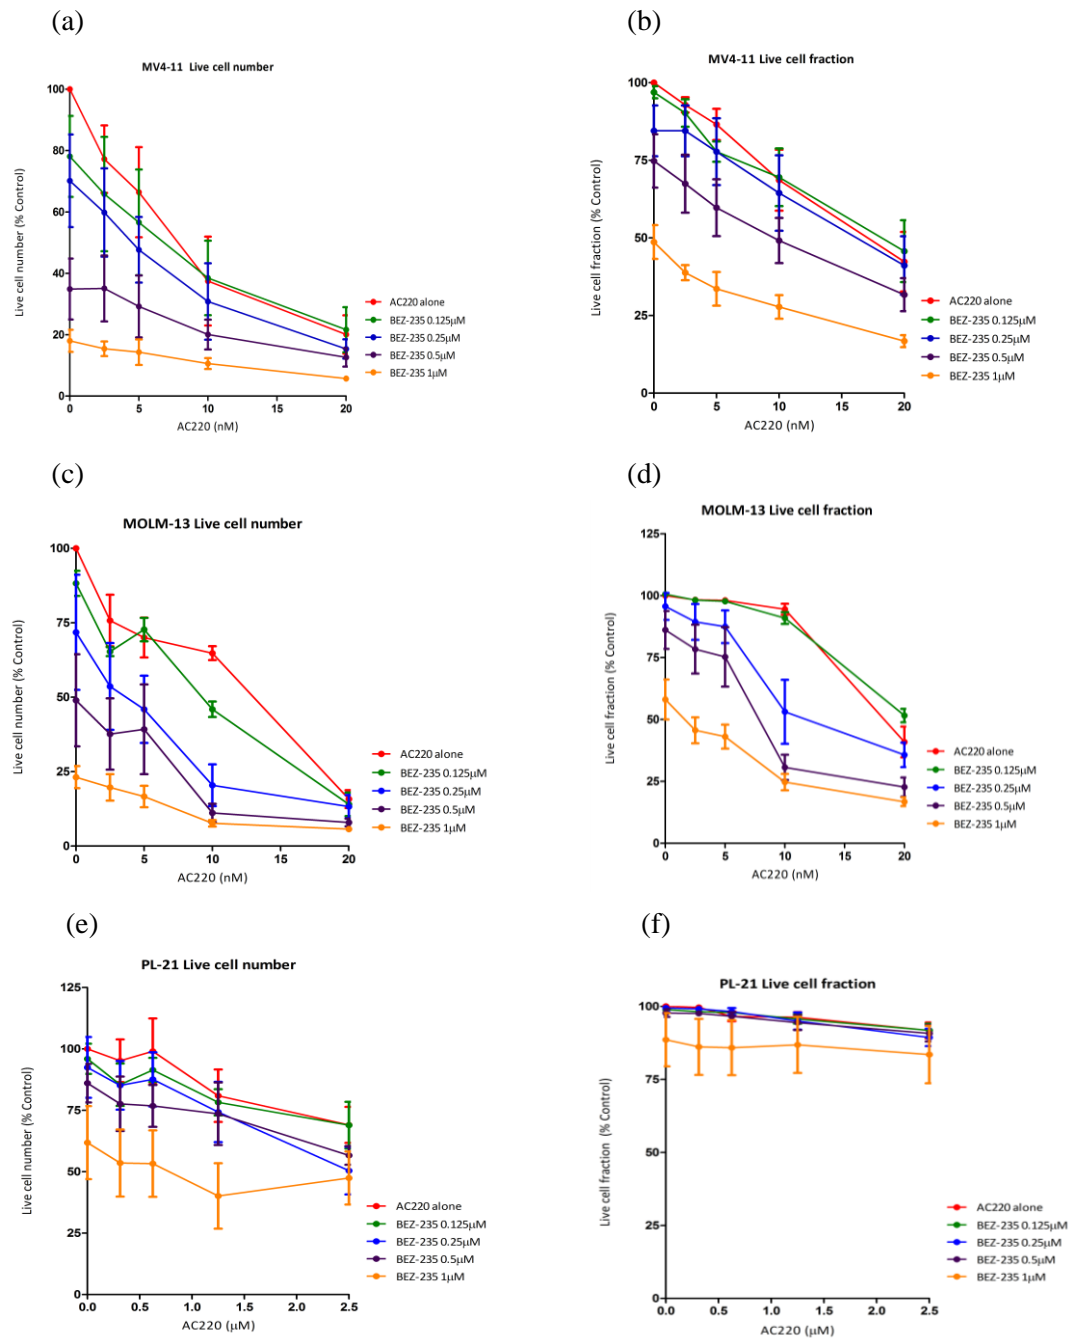 (a)
(b)
MV4-11 Live cell number
MV4-11 Live cell fraction
Live cell number (% Control)
100
80
60
40
20
0
0 5 10 15 20
AC220 (nM)
AC220 alone
BEZ-235 0.125µM
BEZ-235 0.25µM
BEZ-235 0.5µM
BEZ-235 1µM
Live cell fraction (% Control)
100
75
50
25
0
0 5 10 15 20
AC220 (nM)
AC220 alone
BEZ-235 0.125µM
BEZ-235 0.25µM
BEZ-235 0.5µM
BEZ-235 1µM
(c)
(d)
MOLM-13 Live cell number
MOLM-13 Live cell fraction
Live cell number (% Control)
100
75
50
25
0
0 5 10 15 20
AC220 (nM)
AC220 alone
BEZ-235 0.125µM
BEZ-235 0.25µM
BEZ-235 0.5µM
BEZ-235 1µM
Live cell fraction (% Control)
125
100
75
50
25
0
0 5 10 15 20
AC220 (nM)
AC220 alone
BEZ-235 0.125µM
BEZ-235 0.25µM
BEZ-235 0.5µM
BEZ-235 1µM
(e)
(f)
PL-21 Live cell number
PL-21 Live cell fraction
Live cell number (% Control)
125
100
75
50
25
0
0.0 0.5 1.0 1.5 2.0 2.5
AC220 (µM)
AC220 alone
BEZ-235 0.125µM
BEZ-235 0.25µM
BEZ-235 0.5µM
BEZ-235 1µM
Live cell fraction (% Control)
100
75
50
25
0
0.0 0.5 1.0 1.5 2.0 2.5
AC220 (µM)
AC220 alone
BEZ-235 0.125µM
BEZ-235 0.25µM
BEZ-235 0.5µM
BEZ-235 1µM